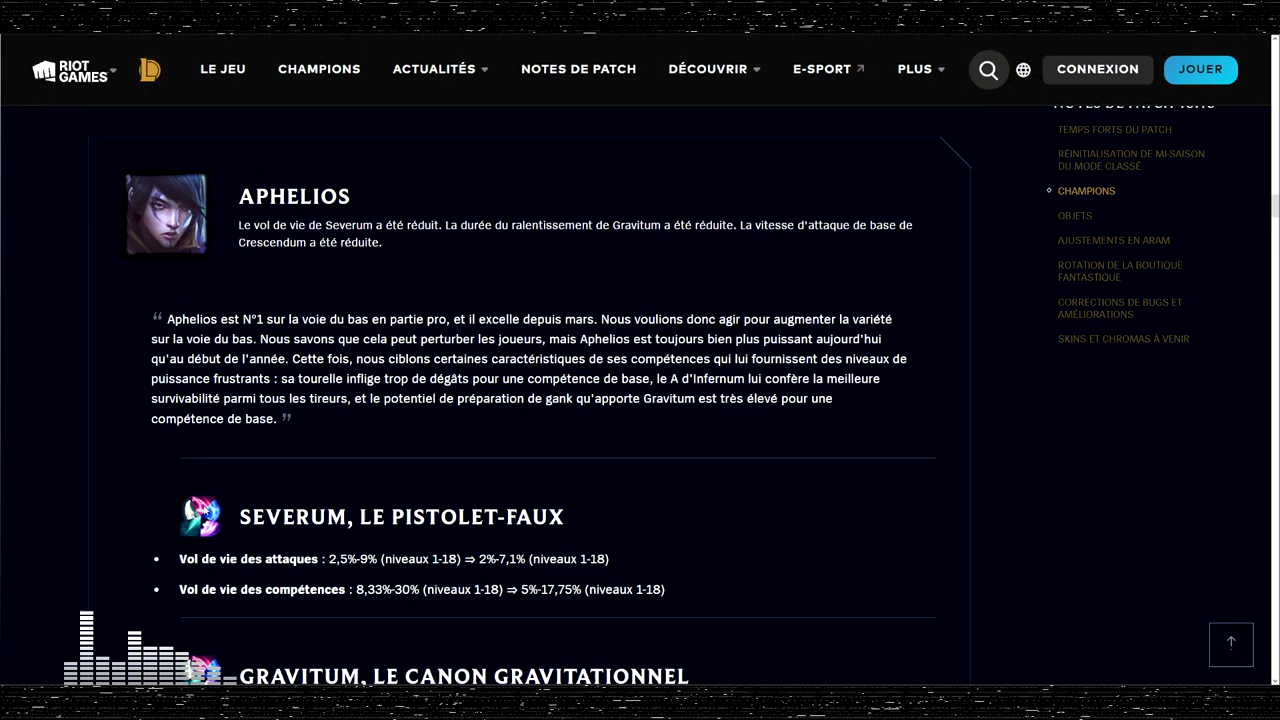 RIOT GAMES
LE JEU
CHAMPIONS
ACTUALITÉS
NOTES DE PATCH
DÉCOUVRIR
E-SPORT
PLUS
CONNEXION
JOUER
TEMPS FORTS DU PATCH
RÉINITIALISATION DE MI-SAISON
DU MODE CLASSÉ
CHAMPIONS
OBJETS
AJUSTEMENTS EN ARAM
ROTATION DE LA BOUTIQUE
FANTASTIQUE
CORRECTIONS DE BUGS ET
AMÉLIORATIONS
SKINS ET CHROMAS À VENIR
APHELIOS
Le vol de vie de Severum a été réduit. La durée du ralentissement de Gravitum a été réduite. La vitesse d'attaque de base de
Crescendum a été réduite.
“ Aphelios est N°1 sur la voie du bas en partie pro, et il excelle depuis mars. Nous voulions donc agir pour augmenter la variété
sur la voie du bas. Nous savons que cela peut perturber les joueurs, mais Aphelios est toujours bien plus puissant aujourd'hui
qu'au début de l'année. Cette fois, nous ciblons certaines caractéristiques de ses compétences qui lui fournissent des niveaux de
puissance frustrants : sa tourelle inflige trop de dégâts pour une compétence de base, le A d'Infernum lui confère la meilleure
survivabilité parmi tous les tireurs, et le potentiel de préparation de gank qu'apporte Gravitum est très élevé pour une
compétence de base. ”
SEVERUM, LE PISTOLET-FAUX
• Vol de vie des attaques : 2,5%-9% (niveaux 1-18) ⇒ 2%-7,1% (niveaux 1-18)
• Vol de vie des compétences : 8,33%-30% (niveaux 1-18) ⇒ 5%-17,75% (niveaux 1-18)
GRAVITUM, LE CANON GRAVITATIONNEL